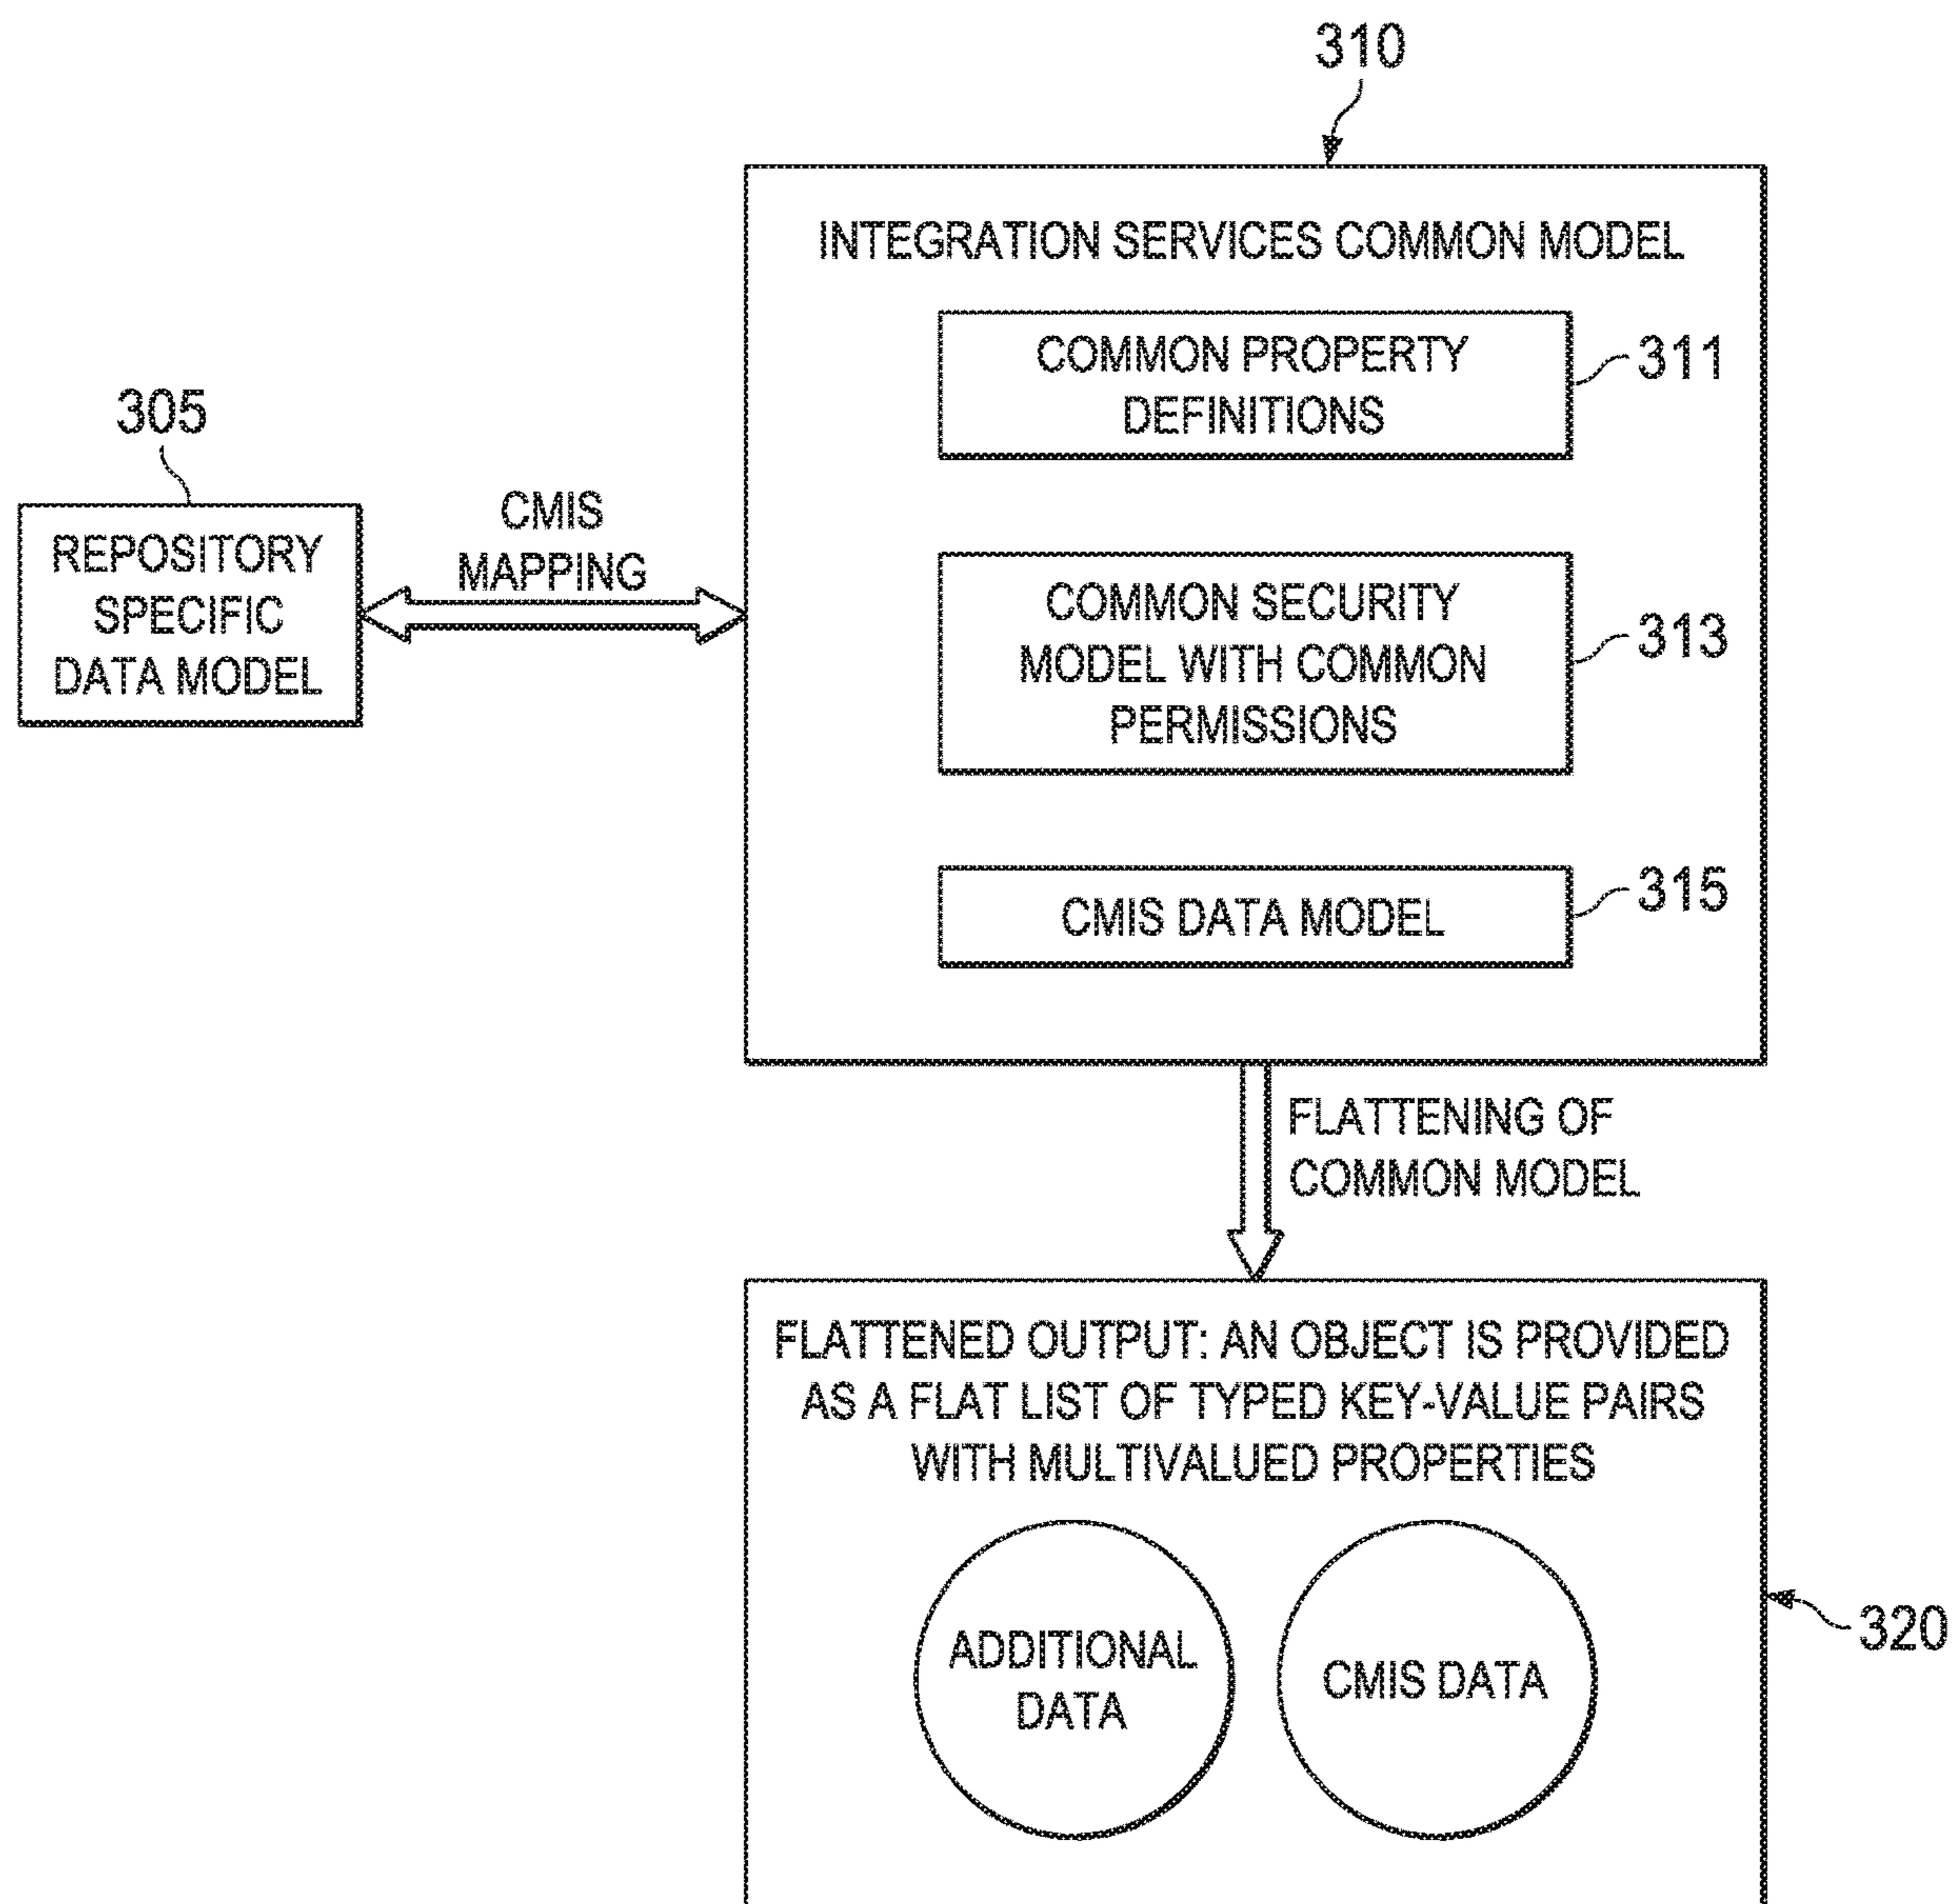 310
INTEGRATION SERVICES COMMON MODEL
COMMON PROPERTY
DEFINITIONS
311
305
REPOSITORY
SPECIFIC
DATA MODEL
CMIS
MAPPING
COMMON SECURITY
MODEL WITH COMMON
PERMISSIONS
313
CMIS DATA MODEL
315
FLATTENING OF
COMMON MODEL
FLATTENED OUTPUT: AN OBJECT IS PROVIDED
AS A FLAT LIST OF TYPED KEY-VALUE PAIRS
WITH MULTIVALUED PROPERTIES
ADDITIONAL
DATA
CMIS DATA
320